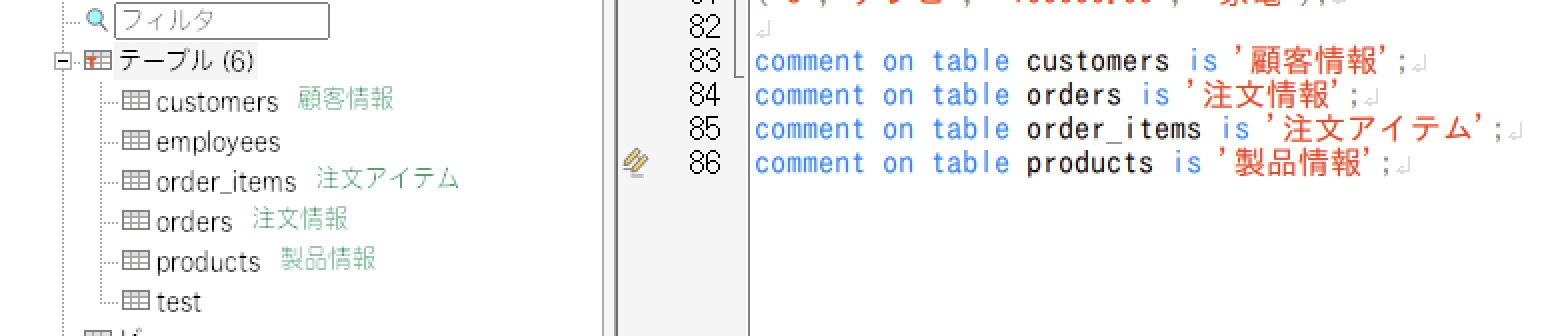 フィルタ
テーブル (6)
customers 顧客情報
employees
order_items 注文アイテム
orders 注文情報
products 製品情報
test
82
83 comment on table customers is '顧客情報';
84 comment on table orders is '注文情報';
85 comment on table order_items is '注文アイテム';
86 comment on table products is '製品情報';